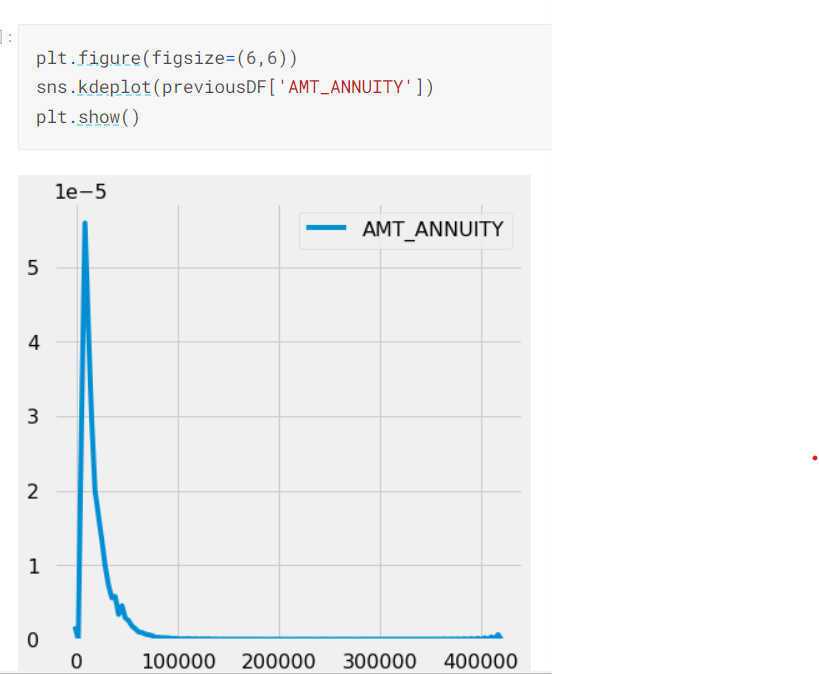 ]:
plt.figure(figsize=(6,6))
sns.kdeplot(previousDF['AMT_ANNUITY'])
plt.show()
1e−5
AMT_ANNUITY
5
4
3
2
1
0
0 100000 200000 300000 400000